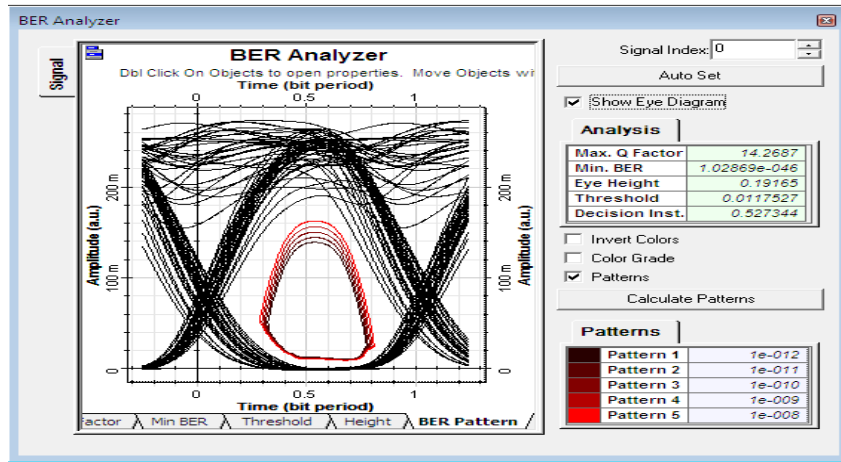 BER Analyzer
Signal
BER Analyzer
Dbl Click On Objects to open properties. Move Objects wi
Time (bit period)
0 0.5 1
Amplitude (a.u.)
200 m
100 m
0
Amplitude (a.u.)
200 m
100 m
0
0 0.5 1
Time (bit period)
Factor Min BER Threshold Height BER Pattern
Signal Index: 0
Auto Set
Show Eye Diagram
Analysis
Max. Q Factor 14.2687
Min. BER 1.02869e-046
Eye Height 0.19165
Threshold 0.0117527
Decision Inst. 0.527344
Invert Colors
Color Grade
Patterns
Calculate Patterns
Patterns
Pattern 1 1e-012
Pattern 2 1e-011
Pattern 3 1e-010
Pattern 4 1e-009
Pattern 5 1e-008